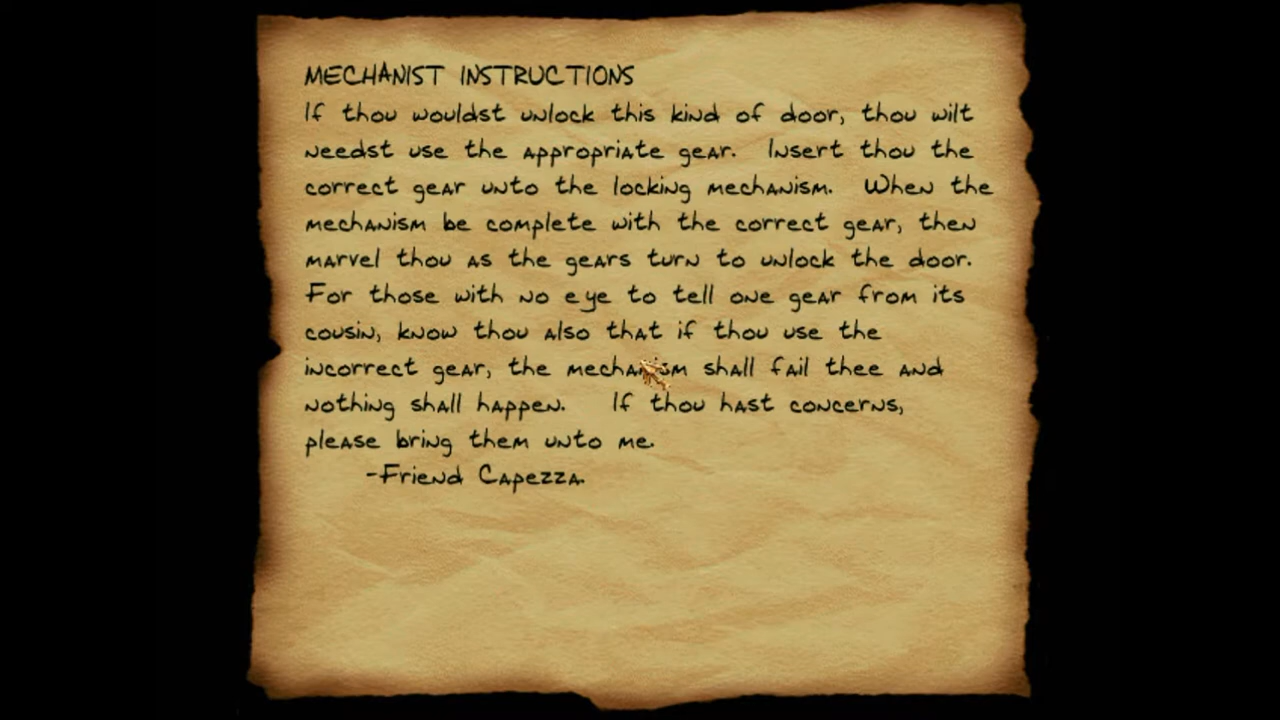 MECHANIST INSTRUCTIONS
If thou wouldst unlock this kind of door, thou wilt
needst use the appropriate gear. Insert thou the
correct gear unto the locking mechanism. When the
mechanism be complete with the correct gear, then
marvel thou as the gears turn to unlock the door.
For those with no eye to tell one gear from its
cousin, know thou also that if thou use the
incorrect gear, the mechanism shall fail thee and
nothing shall happen. If thou hast concerns,
please bring them unto me.
-Friend Capezza.